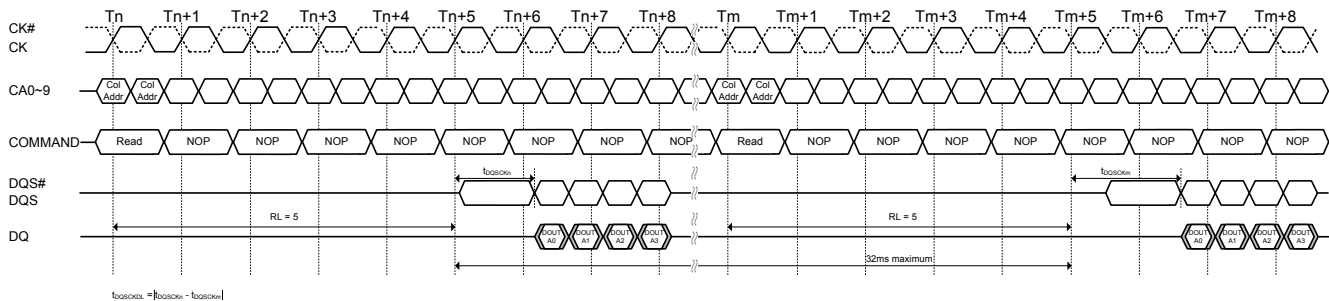 Tn Tn+1 Tn+2 Tn+3 Tn+4 Tn+5 Tn+6 Tn+7 Tn+8 Tm Tm+1 Tm+2 Tm+3 Tm+4 Tm+5 Tm+6 Tm+7 Tm+8
CK#
CK
CA0~9 Col Addr Col Addr Col Addr Col Addr
COMMAND Read NOP NOP NOP NOP NOP NOP NOP NOP Read NOP NOP NOP NOP NOP NOP NOP NOP
tDQSCKn tDQSCKm
DQS#
DQS
RL = 5 RL = 5
DQ DOUT A0 DOUT A1 DOUT A2 DOUT A3 DOUT A0 DOUT A1 DOUT A2 DOUT A3
32ms maximum
tDQSCKDL = |tDQSCKn - tDQSCKm|